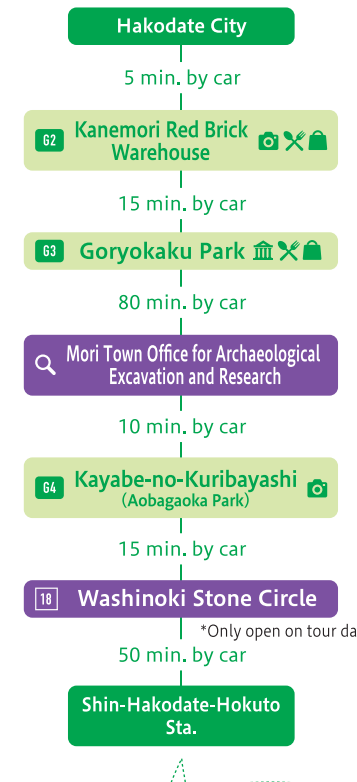 Hakodate City
5 min. by car
G2 Kanemori Red Brick
Warehouse
15 min. by car
G3 Goryokaku Park
80 min. by car
Mori Town Office for Archaeological
Excavation and Research
10 min. by car
G4 Kayabe-no-Kuribayashi
(Aobagaoka Park)
15 min. by car
18 Washinoki Stone Circle
*Only open on tour da
50 min. by car
Shin-Hakodate-Hokuto
Sta.